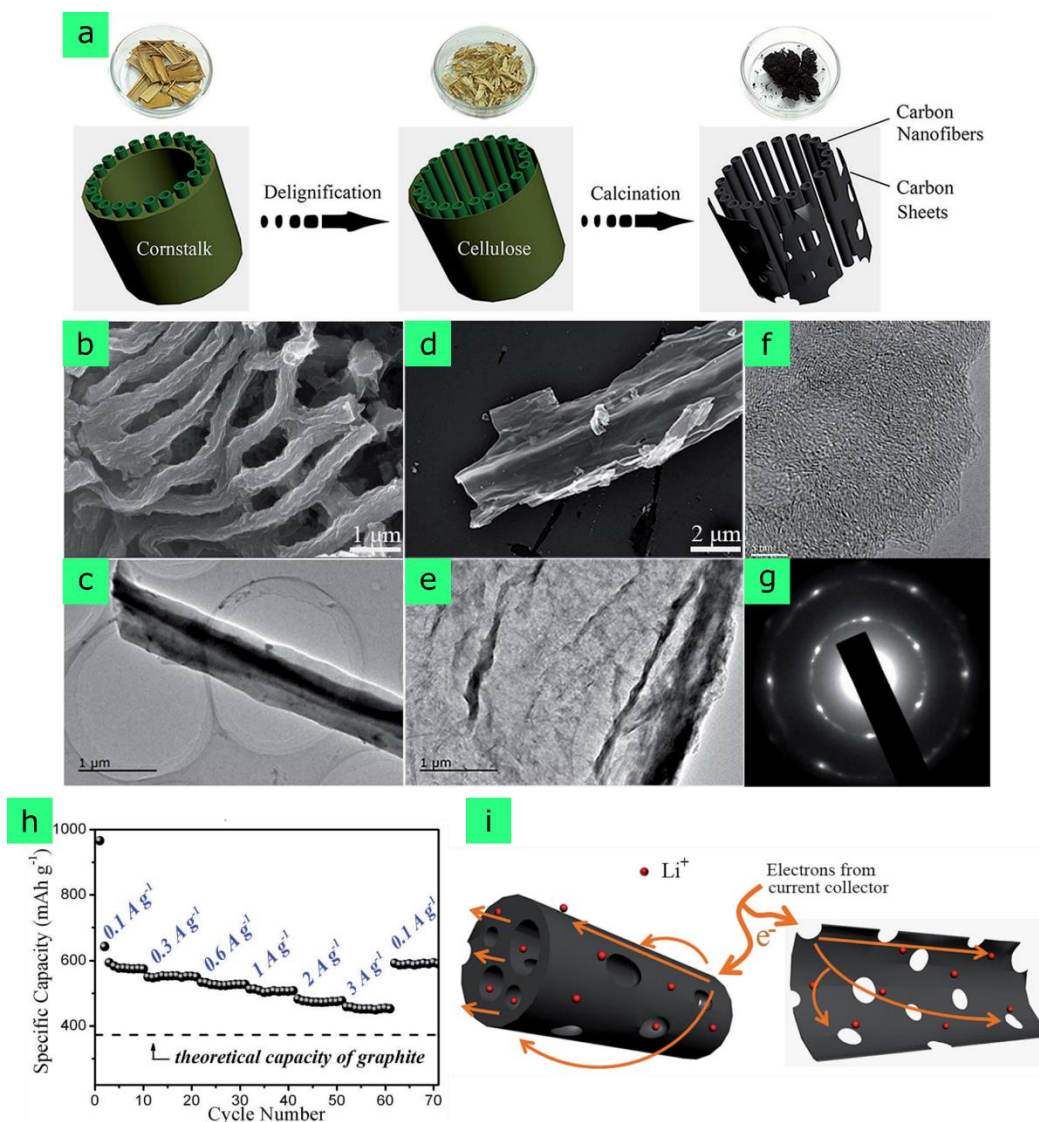 a
Carbon
Nanofibers
Delignification
Calcination
Carbon
Sheets
Cornstalk
Cellulose
b
1 μm
d
2 μm
f
c
1 μm
e
1 μm
g
h
Specific Capacity (mAh g⁻¹)
1000
800
600
400
0.1 A g⁻¹
0.3 A g⁻¹
0.6 A g⁻¹
1 A g⁻¹
2 A g⁻¹
3 A g⁻¹
0.1 A g⁻¹
theoretical capacity of graphite
0 10 20 30 40 50 60 70
Cycle Number
i
Li⁺
Electrons from
current collector
e⁻